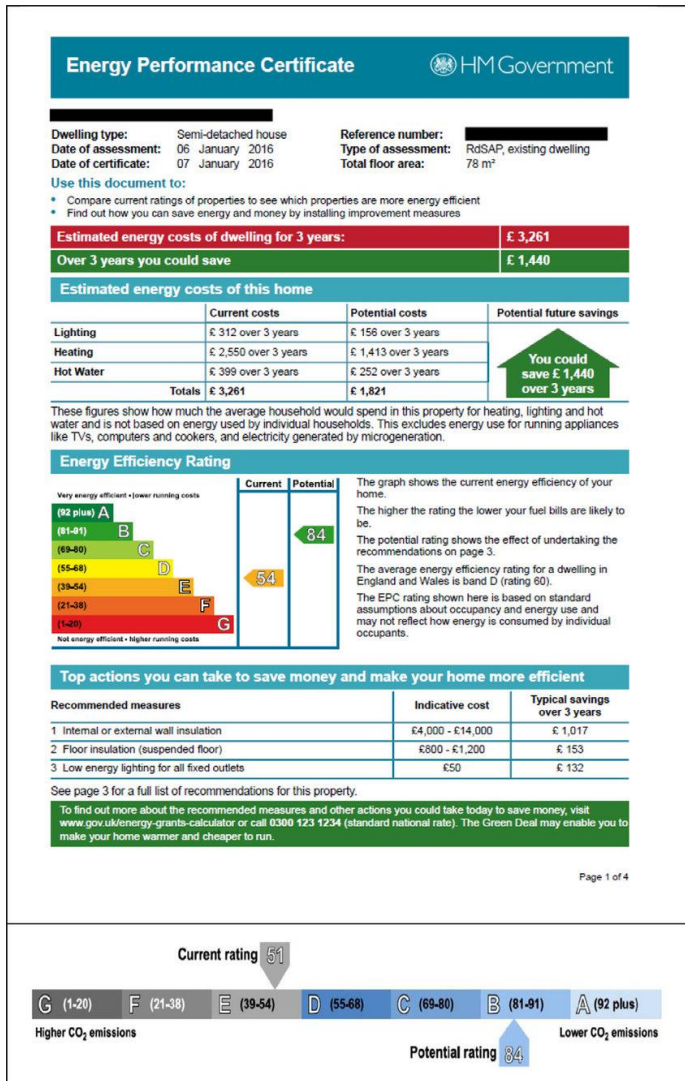 Energy Performance Certificate
HM Government
Dwelling type: Semi-detached house
Reference number:
Date of assessment: 06 January 2016
Type of assessment: RdSAP, existing dwelling
Date of certificate: 07 January 2016
Total floor area: 78 m²
Use this document to:
• Compare current ratings of properties to see which properties are more energy efficient
• Find out how you can save energy and money by installing improvement measures
Estimated energy costs of dwelling for 3 years: £ 3,261
Over 3 years you could save £ 1,440
Estimated energy costs of this home
Current costs Potential costs Potential future savings
Lighting £ 312 over 3 years £ 156 over 3 years
Heating £ 2,550 over 3 years £ 1,413 over 3 years
Hot Water £ 399 over 3 years £ 252 over 3 years
Totals £ 3,261 £ 1,821
You could
save £ 1,440
over 3 years
These figures show how much the average household would spend in this property for heating, lighting and hot
water and is not based on energy used by individual households. This excludes energy use for running appliances
like TVs, computers and cookers, and electricity generated by microgeneration.
Energy Efficiency Rating
Current Potential
Very energy efficient • lower running costs
(92 plus) A
(81-91) B
84
(69-80) C
(55-68) D
(39-54) E
54
(21-38) F
(1-20) G
Not energy efficient • higher running costs
The graph shows the current energy efficiency of your
home.
The higher the rating the lower your fuel bills are likely to
be.
The potential rating shows the effect of undertaking the
recommendations on page 3.
The average energy efficiency rating for a dwelling in
England and Wales is band D (rating 60).
The EPC rating shown here is based on standard
assumptions about occupancy and energy use and
may not reflect how energy is consumed by individual
occupants.
Top actions you can take to save money and make your home more efficient
Recommended measures Indicative cost Typical savings
over 3 years
1 Internal or external wall insulation £4,000 - £14,000 £ 1,017
2 Floor insulation (suspended floor) £800 - £1,200 £ 153
3 Low energy lighting for all fixed outlets £50 £ 132
See page 3 for a full list of recommendations for this property.
To find out more about the recommended measures and other actions you could take today to save money, visit
www.gov.uk/energy-grants-calculator or call 0300 123 1234 (standard national rate). The Green Deal may enable you to
make your home warmer and cheaper to run.
Page 1 of 4
Current rating 51
G (1-20) F (21-38) E (39-54) D (55-68) C (69-80) B (81-91) A (92 plus)
Higher CO₂ emissions Lower CO₂ emissions
Potential rating 84